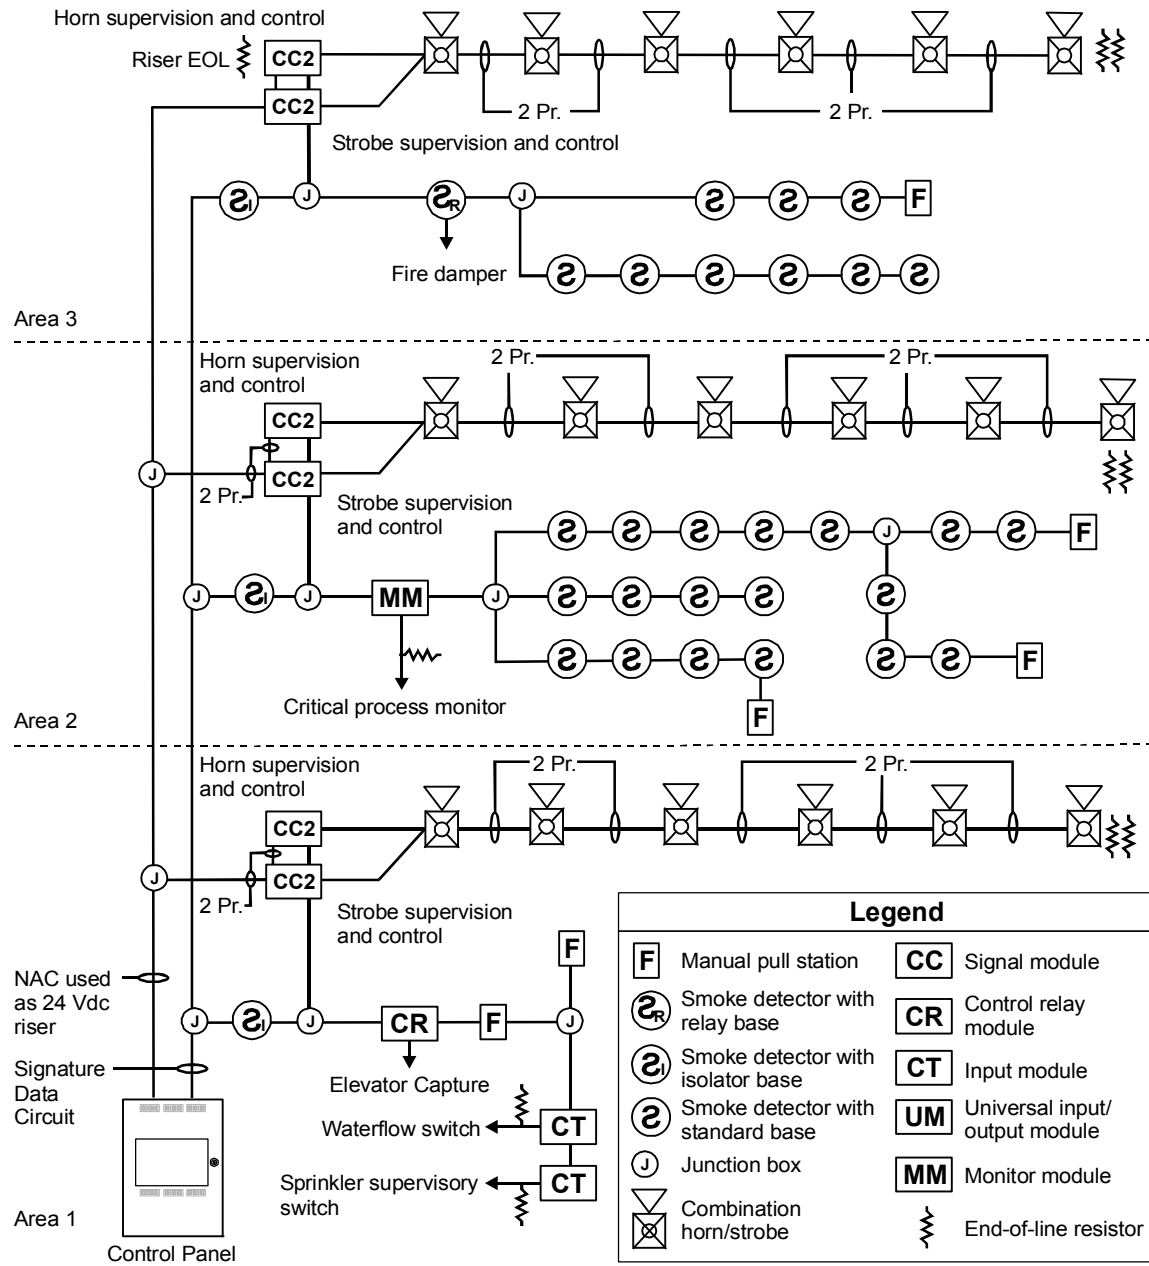 Horn supervision and control
Riser EOL
CC2
CC2
2 Pr.
2 Pr.
Strobe supervision and control
S I
J
S R
J
S
S
S
F
Fire damper
S
S
S
S
S
S
Area 3
Horn supervision
and control
2 Pr.
2 Pr.
CC2
J
CC2
2 Pr.
Strobe supervision
and control
S
S
S
S
S
J
S
S
F
J
S I
J
MM
J
S
S
S
S
S
S
S
S
S
S
S
F
Critical process monitor
F
Area 2
Horn supervision
and control
2 Pr.
2 Pr.
CC2
J
CC2
2 Pr.
Strobe supervision
and control
F
NAC used
as 24 Vdc
riser
J
S I
J
CR
F
J
Signature
Data
Circuit
Elevator Capture
Waterflow switch
CT
Sprinkler supervisory
switch
CT
Area 1
Control Panel
Legend
F
Manual pull station
S R
Smoke detector with
relay base
S I
Smoke detector with
isolator base
S
Smoke detector with
standard base
J
Junction box
Combination
horn/strobe
CC
Signal module
CR
Control relay
module
CT
Input module
UM
Universal input/
output module
MM
Monitor module
End-of-line resistor